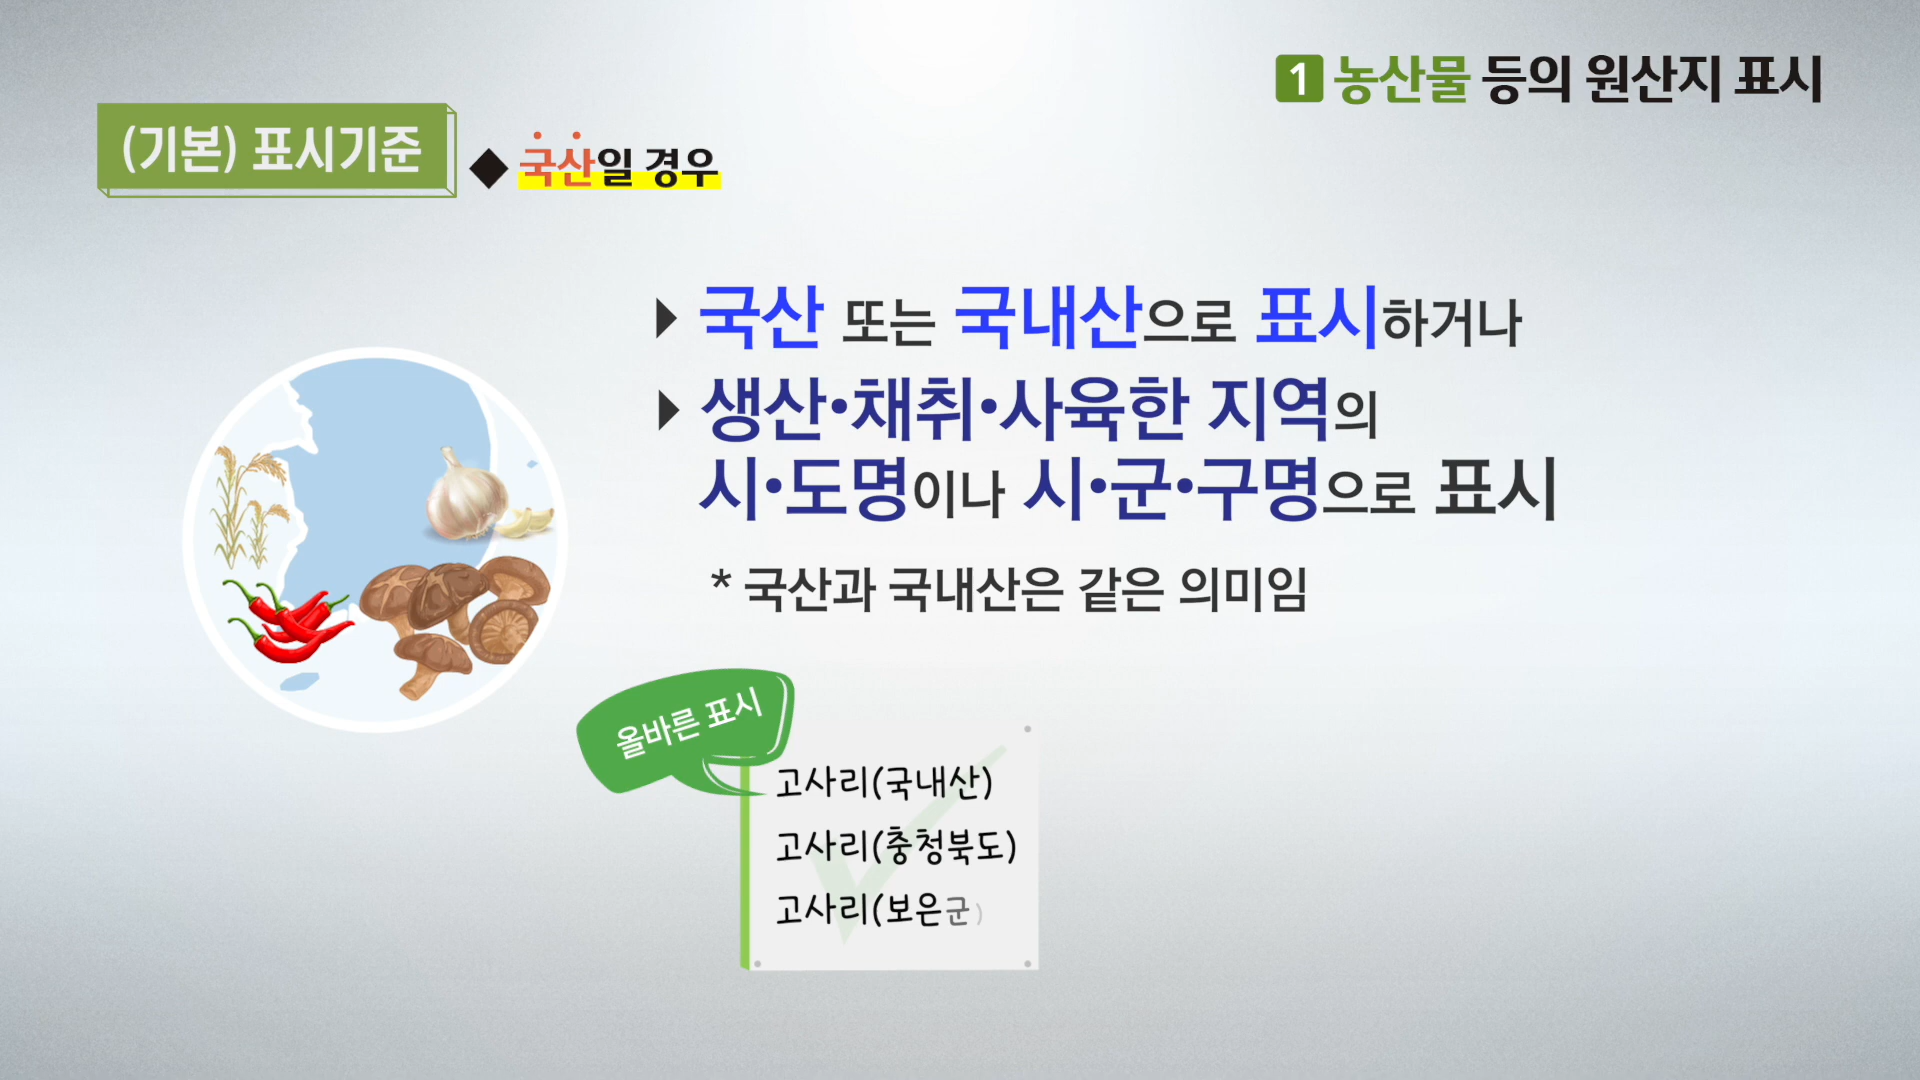 1 농산물 등의 원산지 표시
(기본) 표시기준
◆ 국산일 경우
▶ 국산 또는 국내산으로 표시하거나
▶ 생산•채취•사육한 지역의
시•도명이나 시•군•구명으로 표시
* 국산과 국내산은 같은 의미임
올바른 표시
고사리(국내산)
고사리(충청북도)
고사리(보은군)